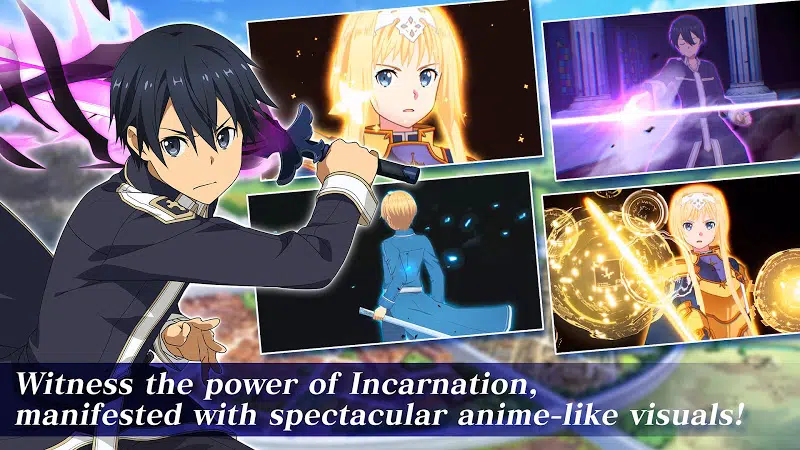 Witness the power of Incarnation,
manifested with spectacular anime-like visuals!